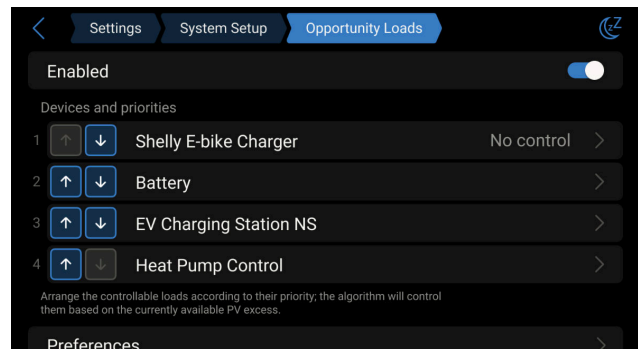 Settings
System Setup
Opportunity Loads
zZ
Enabled
Devices and priorities
1 Shelly E-bike Charger No control
2 Battery
3 EV Charging Station NS
4 Heat Pump Control
Arrange the controllable loads according to their priority; the algorithm will control
them based on the currently available PV excess.
Preferences